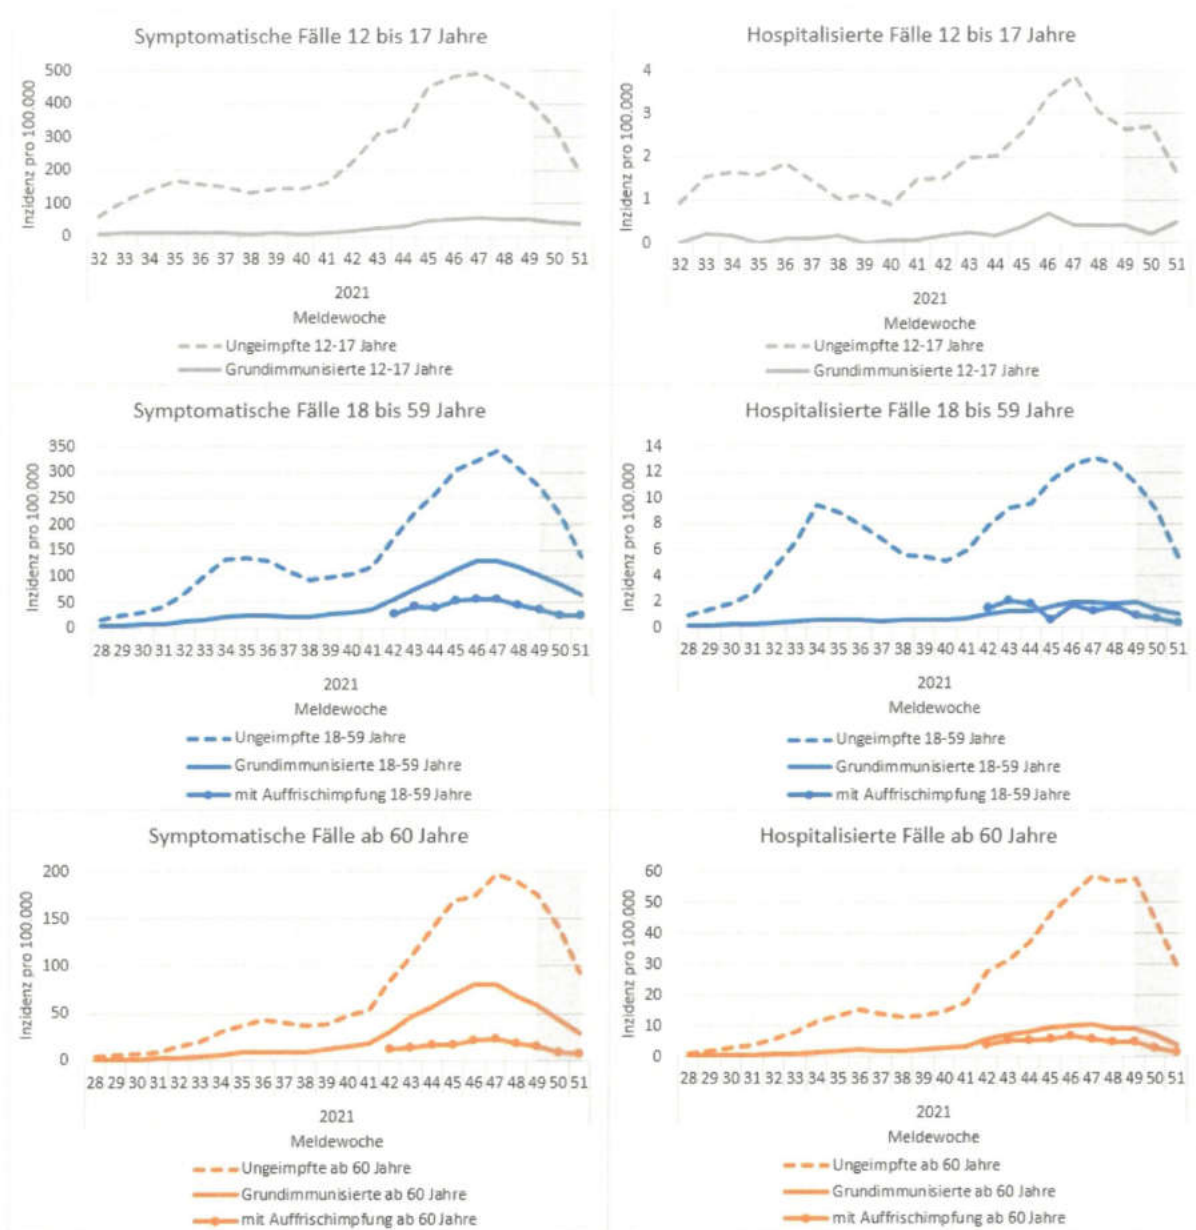 Symptomatische Fälle 12 bis 17 Jahre
Inzidenz pro 100.000
500
400
300
200
100
0
32 33 34 35 36 37 38 39 40 41 42 43 44 45 46 47 48 49 50 51
2021
Meldewoche
Ungeimpfte 12-17 Jahre
Grundimmunisierte 12-17 Jahre
Hospitalisierte Fälle 12 bis 17 Jahre
Inzidenz pro 100.000
4
3
2
1
0
32 33 34 35 36 37 38 39 40 41 42 43 44 45 46 47 48 49 50 51
2021
Meldewoche
Ungeimpfte 12-17 Jahre
Grundimmunisierte 12-17 Jahre
Symptomatische Fälle 18 bis 59 Jahre
Inzidenz pro 100.000
350
300
250
200
150
100
50
0
28 29 30 31 32 33 34 35 36 37 38 39 40 41 42 43 44 45 46 47 48 49 50 51
2021
Meldewoche
Ungeimpfte 18-59 Jahre
Grundimmunisierte 18-59 Jahre
mit Auffrischimpfung 18-59 Jahre
Hospitalisierte Fälle 18 bis 59 Jahre
Inzidenz pro 100.000
14
12
10
8
6
4
2
0
28 29 30 31 32 33 34 35 36 37 38 39 40 41 42 43 44 45 46 47 48 49 50 51
2021
Meldewoche
Ungeimpfte 18-59 Jahre
Grundimmunisierte 18-59 Jahre
mit Auffrischimpfung 18-59 Jahre
Symptomatische Fälle ab 60 Jahre
Inzidenz pro 100.000
200
150
100
50
0
28 29 30 31 32 33 34 35 36 37 38 39 40 41 42 43 44 45 46 47 48 49 50 51
2021
Meldewoche
Ungeimpfte ab 60 Jahre
Grundimmunisierte ab 60 Jahre
mit Auffrischimpfung ab 60 Jahre
Hospitalisierte Fälle ab 60 Jahre
Inzidenz pro 100.000
60
50
40
30
20
10
0
28 29 30 31 32 33 34 35 36 37 38 39 40 41 42 43 44 45 46 47 48 49 50 51
2021
Meldewoche
Ungeimpfte ab 60 Jahre
Grundimmunisierte ab 60 Jahre
mit Auffrischimpfung ab 60 Jahre